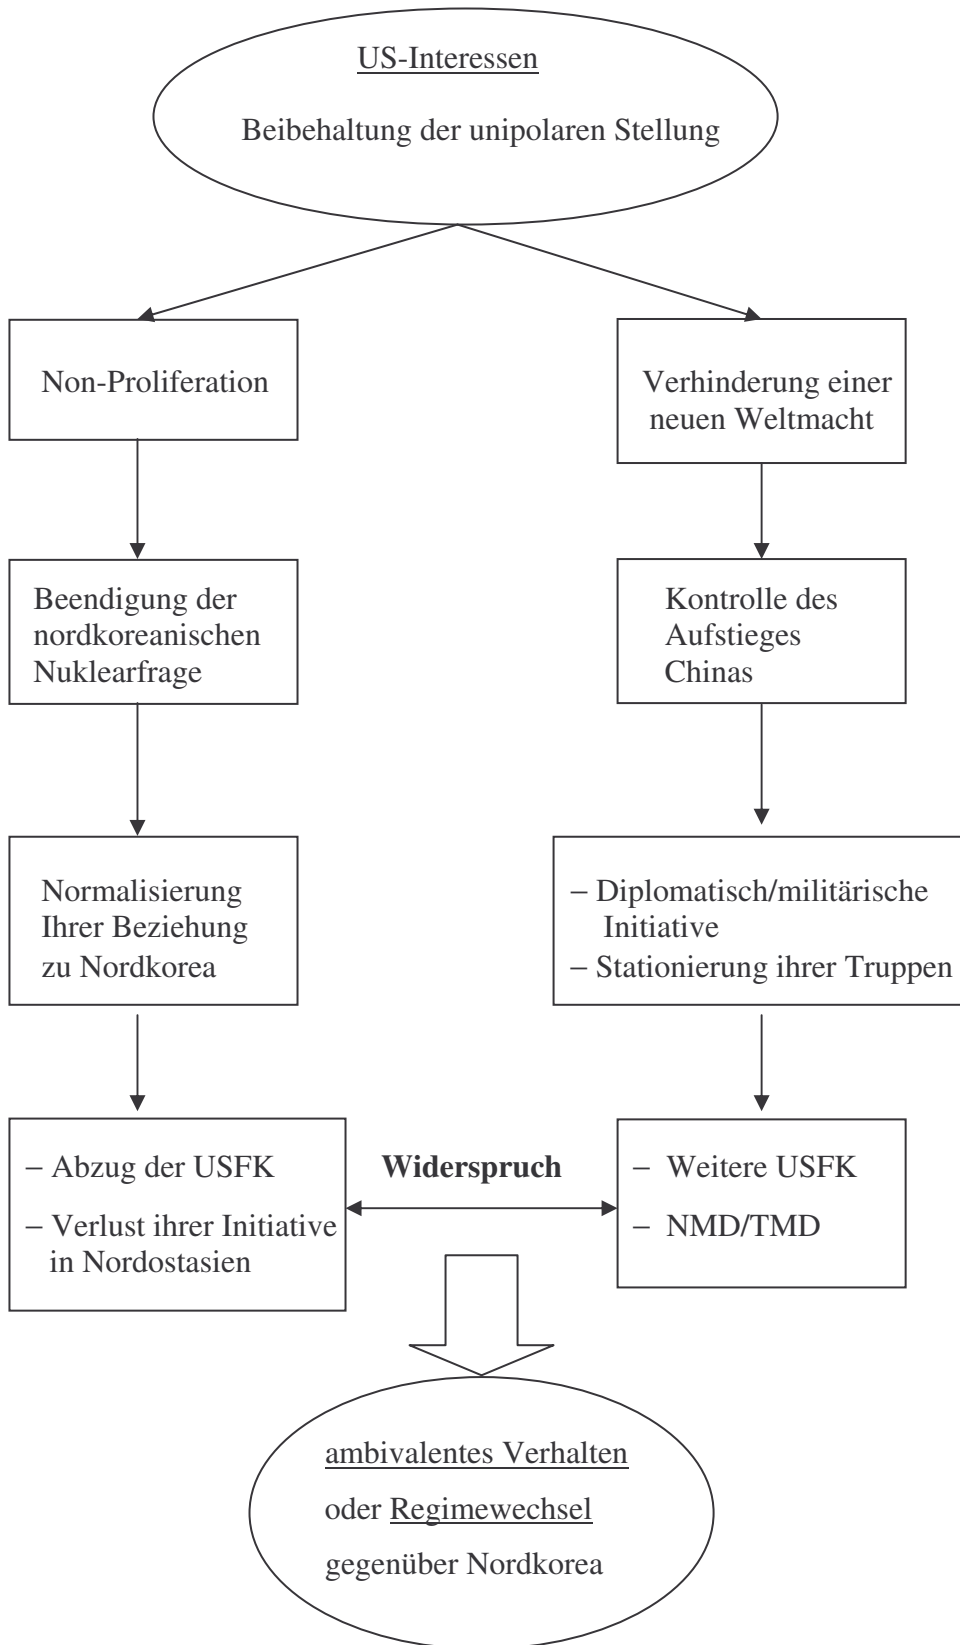 US-Interessen
Beibehaltung der unipolaren Stellung
Non-Proliferation
Verhinderung einer
neuen Weltmacht
Beendigung der
nordkoreanischen
Nuklearfrage
Kontrolle des
Aufstieges
Chinas
Normalisierung
Ihrer Beziehung
zu Nordkorea
– Diplomatisch/militärische
Initiative
– Stationierung ihrer Truppen
– Abzug der USFK
– Verlust ihrer Initiative
in Nordostasien
Widerspruch
– Weitere USFK
– NMD/TMD
ambivalentes Verhalten
oder Regimewechsel
gegenüber Nordkorea